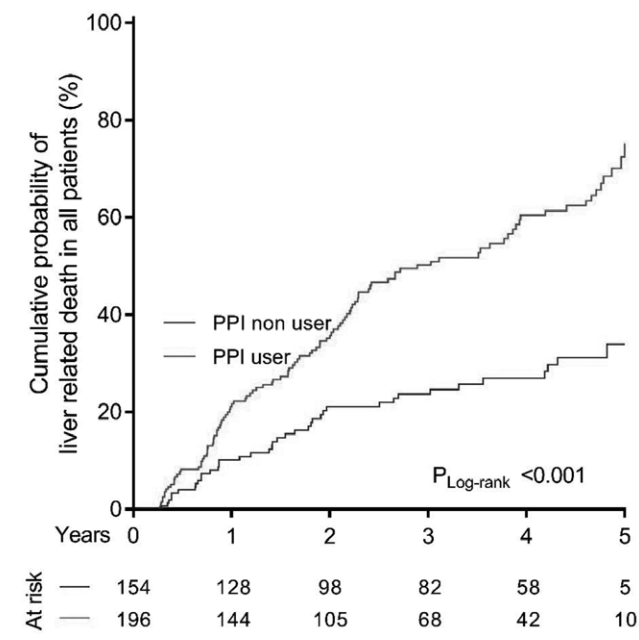 Cumulative probability of
liver related death in all patients (%)
100
80
60
40
20
0
PPI non user
PPI user
PLog-rank <0.001
Years 0 1 2 3 4 5
At risk
154 128 98 82 58 5
196 144 105 68 42 10